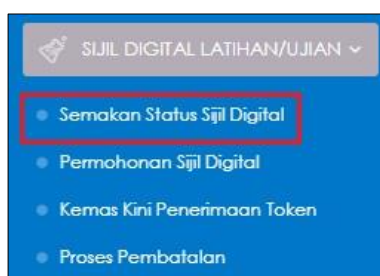 SIJIL DIGITAL LATIHAN/UJIAN
Semakan Status Sijil Digital
Permohonan Sijil Digital
Kemas Kini Penerimaan Token
Proses Pembatalan